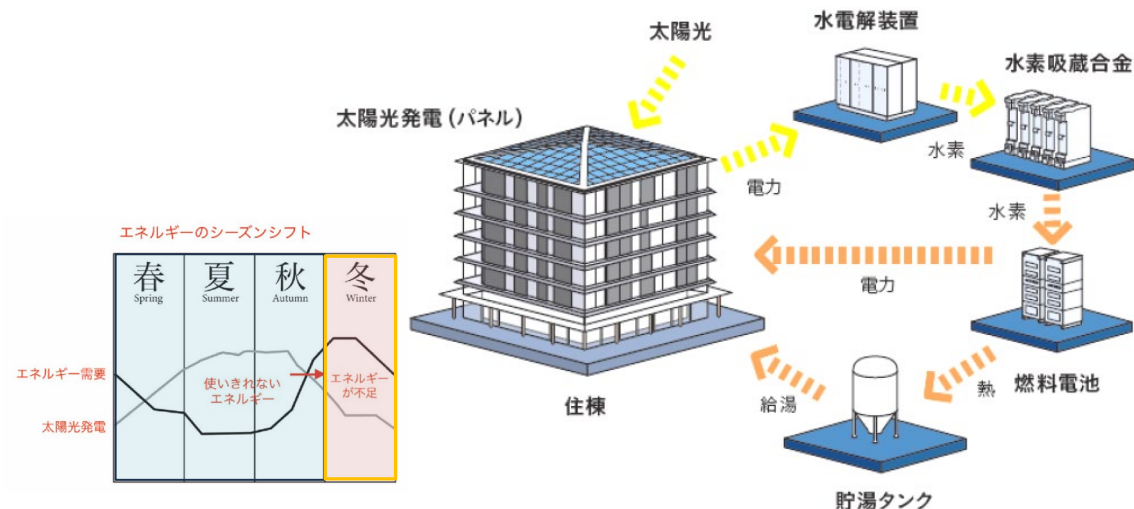 太陽光
水電解装置
水素吸蔵合金
太陽光発電(パネル)
水素
電力
水素
電力
燃料電池
熱
給湯
住棟
貯湯タンク
エネルギーのシーズンシフト
春
Spring
夏
Summer
秋
Autumn
冬
Winter
エネルギー需要
太陽光発電
使いきれない
エネルギー
エネルギー
が不足